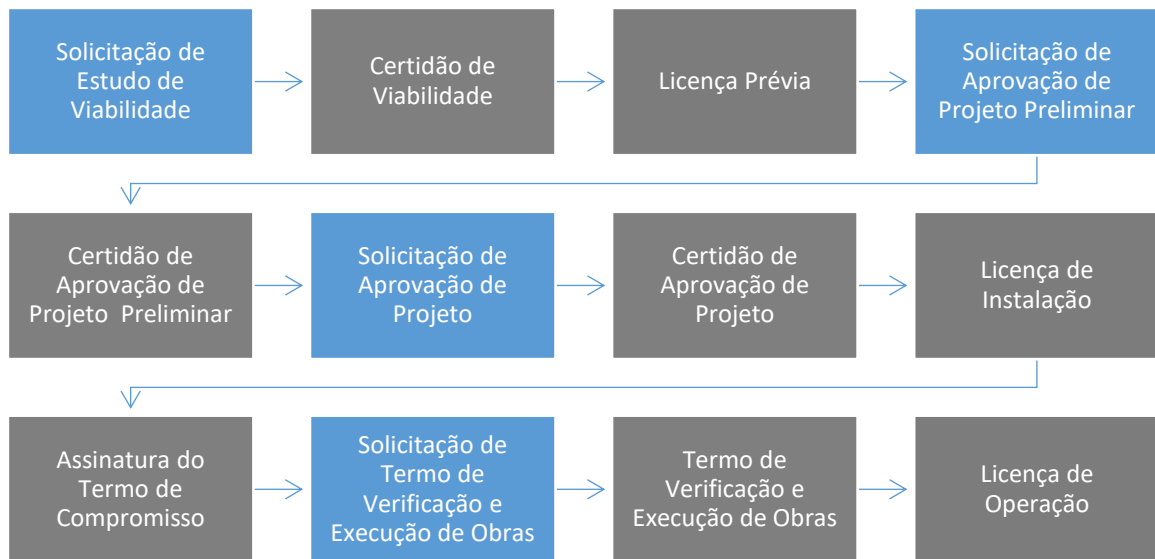 Solicitação de
Estudo de
Viabilidade
Certidão de
Viabilidade
Licença Prévia
Solicitação de
Aprovação de
Projeto Preliminar
Certidão de
Aprovação de
Projeto  Preliminar
Solicitação de
Aprovação de
Projeto
Certidão de
Aprovação de
Projeto
Licença de
Instalação
Assinatura do
Termo de
Compromisso
Solicitação de
Termo de
Verificação e
Execução de Obras
Termo de
Verificação e
Execução de Obras
Licença de
Operação